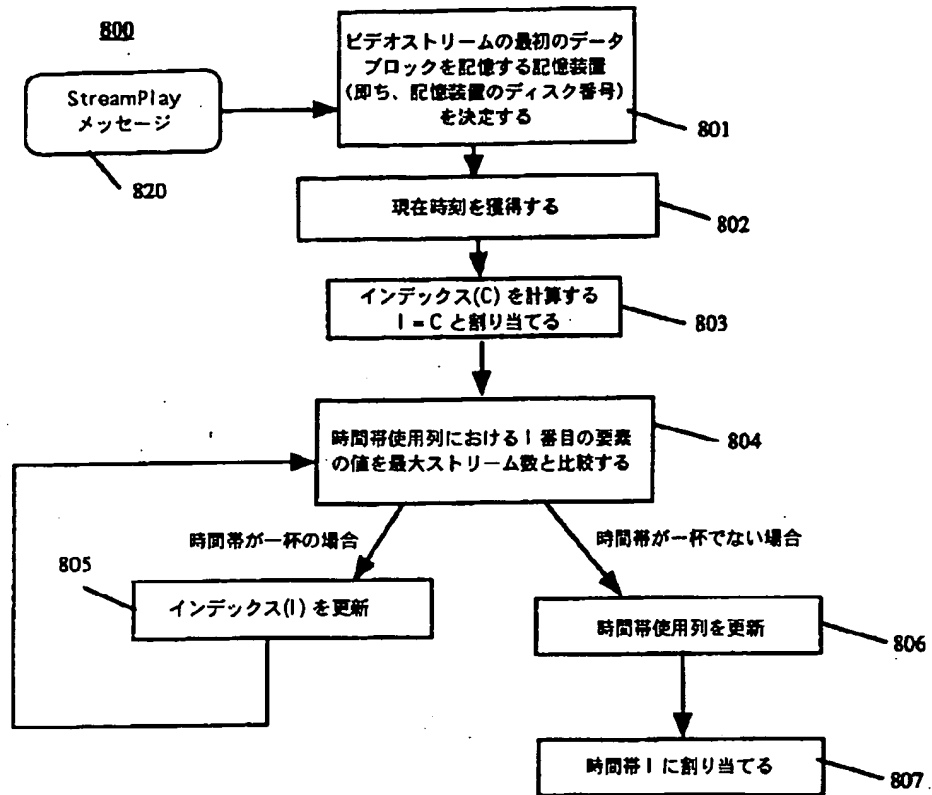 800
StreamPlay
メッセージ
820
ビデオストリームの最初のデータ
ブロックを記憶する記憶装置
(即ち、記憶装置のディスク番号)
を決定する
801
現在時刻を獲得する
802
インデックス(C) を計算する
I = C と割り当てる
803
時間帯使用列における I 番目の要素
の値を最大ストリーム数と比較する
804
時間帯が一杯の場合
時間帯が一杯でない場合
805
インデックス(I) を更新
時間帯使用列を更新
806
時間帯 I に割り当てる
807